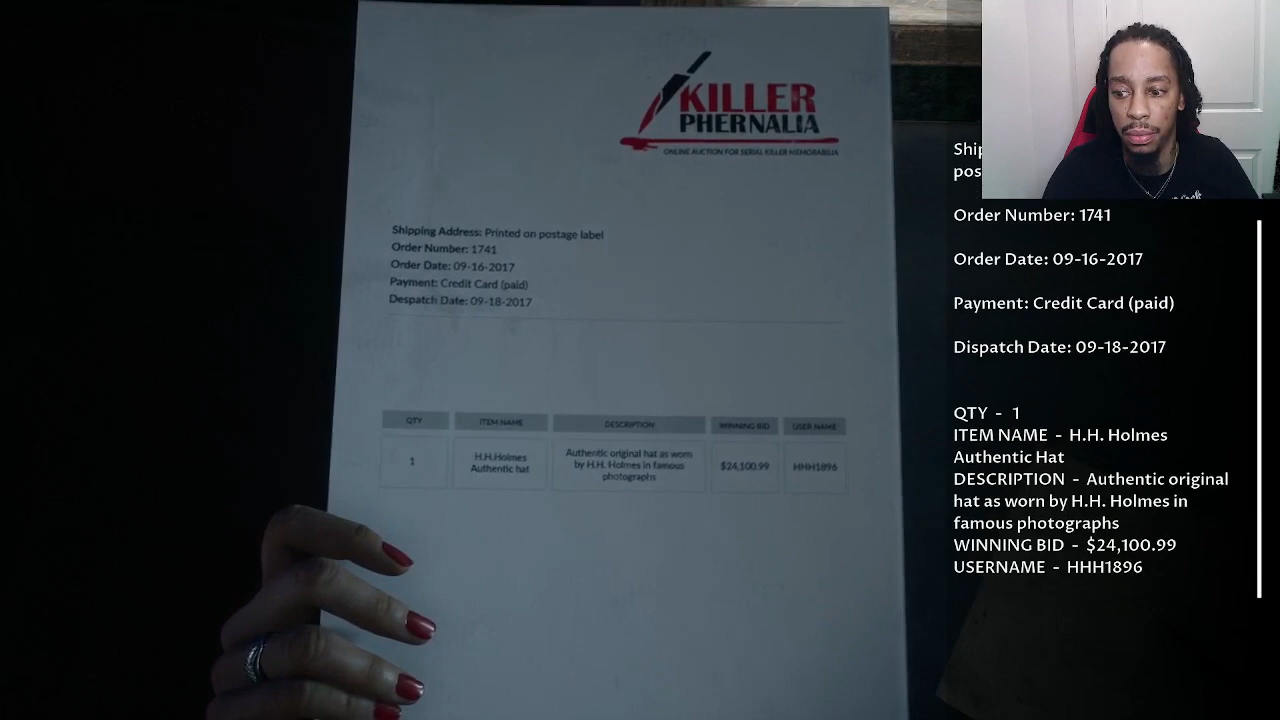 KILLER
PHERNALIA
ONLINE AUCTION FOR SERIAL KILLER MEMORABILIA
Shipping Address: Printed on postage label
Order Number: 1741
Order Date: 09-16-2017
Payment: Credit Card (paid)
Despatch Date: 09-18-2017
QTY ITEM NAME DESCRIPTION WINNING BID USER NAME
1 H.H.Holmes Authentic original hat as worn $24,100.99 HHH1896
Authentic hat by H.H. Holmes in famous
photographs
Order Number: 1741
Order Date: 09-16-2017
Payment: Credit Card (paid)
Dispatch Date: 09-18-2017
QTY - 1
ITEM NAME - H.H. Holmes
Authentic Hat
DESCRIPTION - Authentic original
hat as worn by H.H. Holmes in
famous photographs
WINNING BID - $24,100.99
USERNAME - HHH1896